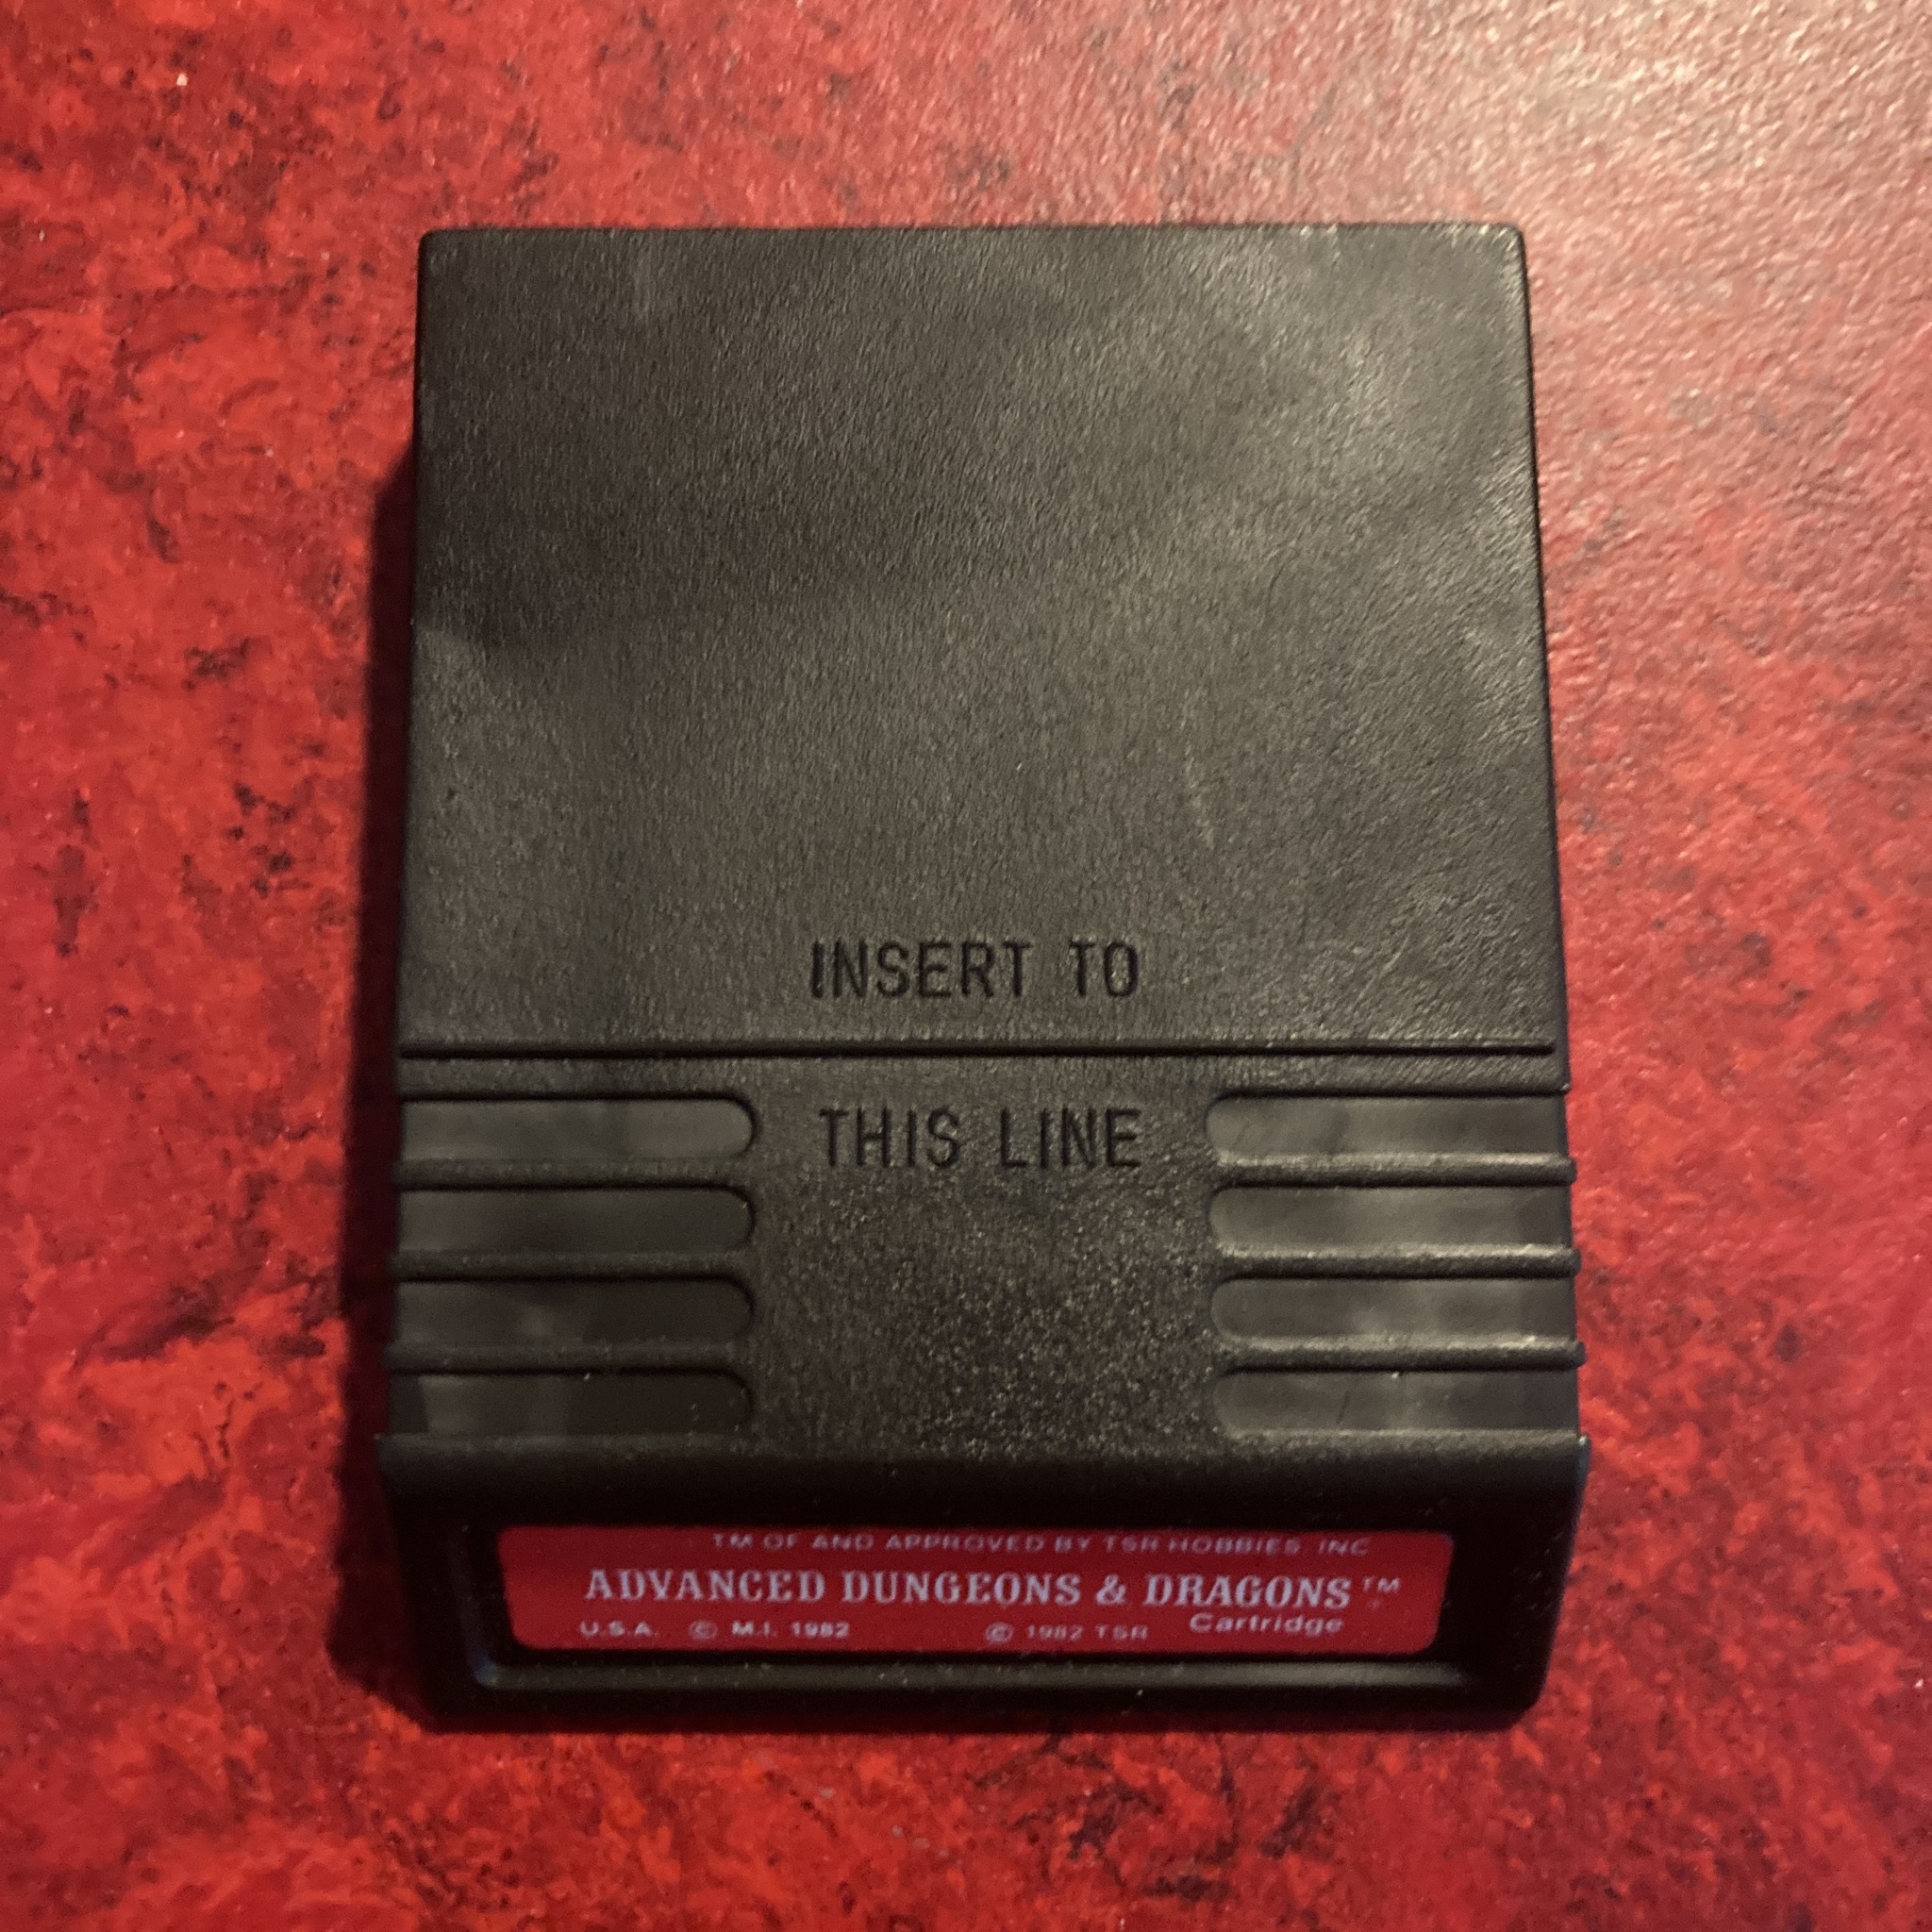 INSERT TO
THIS LINE
TM OF AND APPROVED BY TSR HOBBIES, INC
ADVANCED DUNGEONS & DRAGONS™
Cartridge
U.S.A. © M.I. 1982 © 1982 TSR